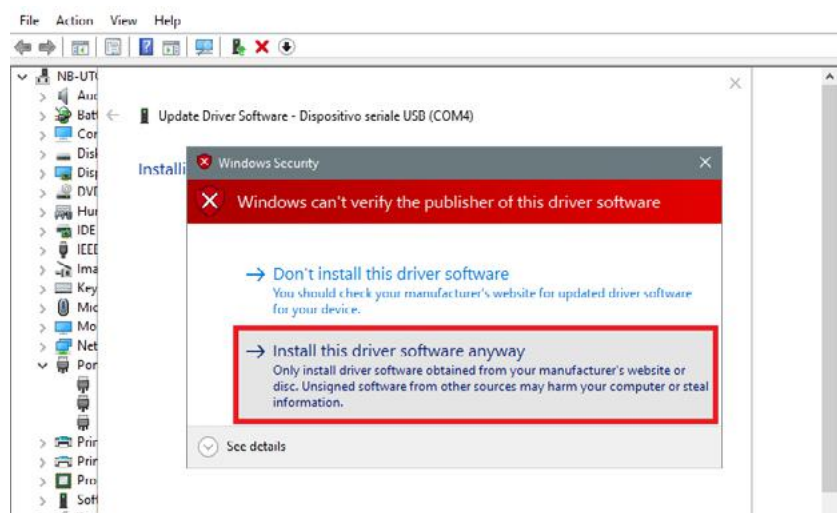 File Action View Help
NB-UT
Aud
Bat
Cor
Disk
Disp
DVD
Hur
IDE
IEEE
Ima
Key
Mic
Mo
Net
Por
Prin
Prin
Pro
Soft
Update Driver Software - Dispositivo seriale USB (COM4)
Installi
Windows Security
Windows can't verify the publisher of this driver software
Don't install this driver software
You should check your manufacturer's website for updated driver software
for your device.
Install this driver software anyway
Only install driver software obtained from your manufacturer's website or
disc. Unsigned software from other sources may harm your computer or steal
information.
See details